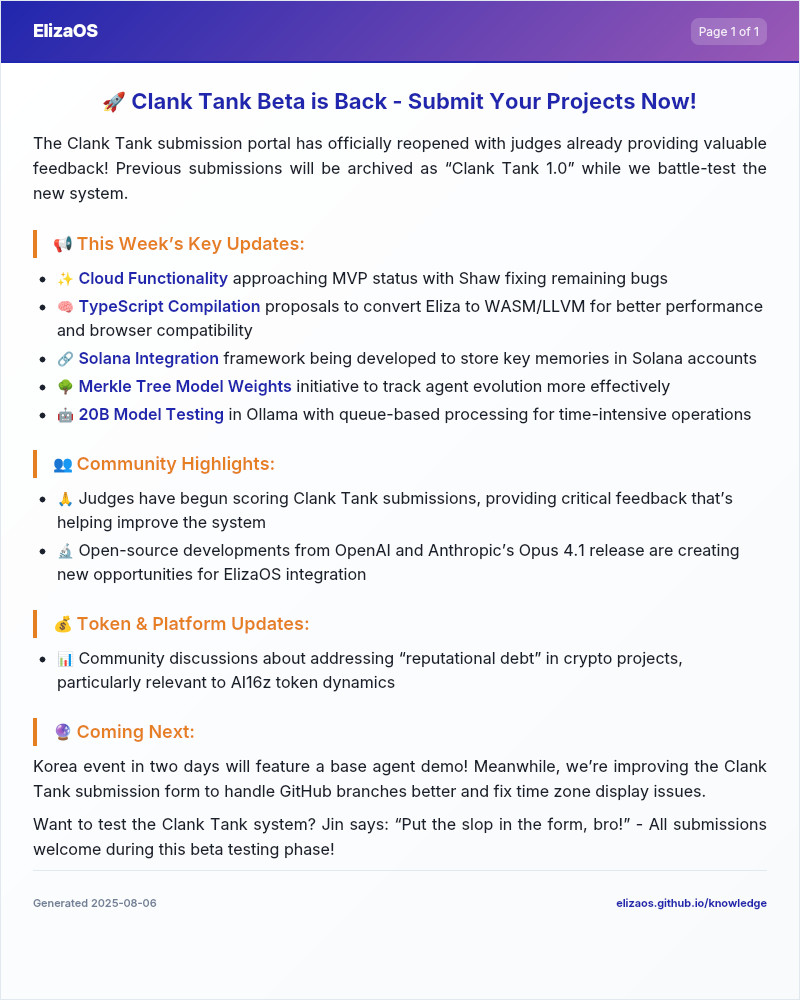 ElizaOS
Page 1 of 1
🚀 Clank Tank Beta is Back - Submit Your Projects Now!
The Clank Tank submission portal has officially reopened with judges already providing valuable
feedback! Previous submissions will be archived as “Clank Tank 1.0” while we battle-test the
new system.
📢 This Week’s Key Updates:
• ✨ Cloud Functionality approaching MVP status with Shaw fixing remaining bugs
• 🧠 TypeScript Compilation proposals to convert Eliza to WASM/LLVM for better performance
and browser compatibility
• 🔗 Solana Integration framework being developed to store key memories in Solana accounts
• 🌳 Merkle Tree Model Weights initiative to track agent evolution more effectively
• 🤖 20B Model Testing in Ollama with queue-based processing for time-intensive operations
👥 Community Highlights:
• 🙏 Judges have begun scoring Clank Tank submissions, providing critical feedback that’s
helping improve the system
• 🔬 Open-source developments from OpenAI and Anthropic’s Opus 4.1 release are creating
new opportunities for ElizaOS integration
💰 Token & Platform Updates:
• 📊 Community discussions about addressing “reputational debt” in crypto projects,
particularly relevant to AI16z token dynamics
🔮 Coming Next:
Korea event in two days will feature a base agent demo! Meanwhile, we’re improving the Clank
Tank submission form to handle GitHub branches better and fix time zone display issues.
Want to test the Clank Tank system? Jin says: “Put the slop in the form, bro!” - All submissions
welcome during this beta testing phase!
Generated 2025-08-06
elizaos.github.io/knowledge